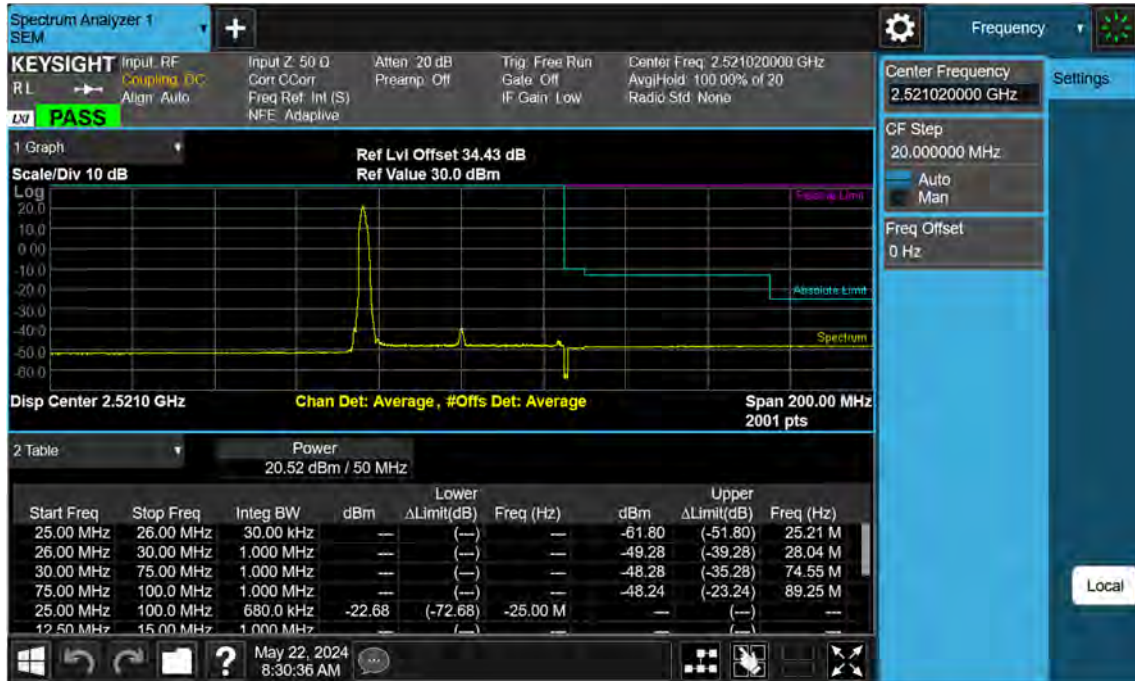 Spectrum Analyzer 1
SEM
Frequency
KEYSIGHT
R L
LXI
PASS
Input: RF
Coupling: DC
Align: Auto
Input Z: 50 Ω
Corr CCorr
Freq Ref: Int (S)
NFE: Adaptive
Atten: 20 dB
Preamp: Off
Trig: Free Run
Gate: Off
IF Gain: Low
Center Freq: 2.521020000 GHz
Avg|Hold: 100.00% of 20
Radio Std: None
Center Frequency
2.521020000 GHz
Settings
CF Step
20.000000 MHz
Auto
Man
Freq Offset
0 Hz
Local
1 Graph
Scale/Div 10 dB
Ref Lvl Offset 34.43 dB
Ref Value 30.0 dBm
Log
20.0
10.0
0.00
-10.0
-20.0
-30.0
-40.0
-50.0
-60.0
Limit
Absolute Limit
Spectrum
Disp Center 2.5210 GHz
Chan Det: Average, #Offs Det: Average
Span 200.00 MHz
2001 pts
2 Table
Power
20.52 dBm / 50 MHz
Lower Upper
Start Freq Stop Freq Integ BW dBm ΔLimit(dB) Freq (Hz) dBm ΔLimit(dB) Freq (Hz)
25.00 MHz 26.00 MHz 30.00 kHz --- (---) --- -61.80 (-51.80) 25.21 M
26.00 MHz 30.00 MHz 1.000 MHz --- (---) --- -49.28 (-39.28) 28.04 M
30.00 MHz 75.00 MHz 1.000 MHz --- (---) --- -48.28 (-35.28) 74.55 M
75.00 MHz 100.0 MHz 1.000 MHz --- (---) --- -48.24 (-23.24) 89.25 M
25.00 MHz 100.0 MHz 680.0 kHz -22.68 (-72.68) -25.00 M --- (---) ---
12.50 MHz 15.00 MHz 1.000 MHz --- (---) --- --- (---) ---
?
May 22, 2024
8:30:36 AM